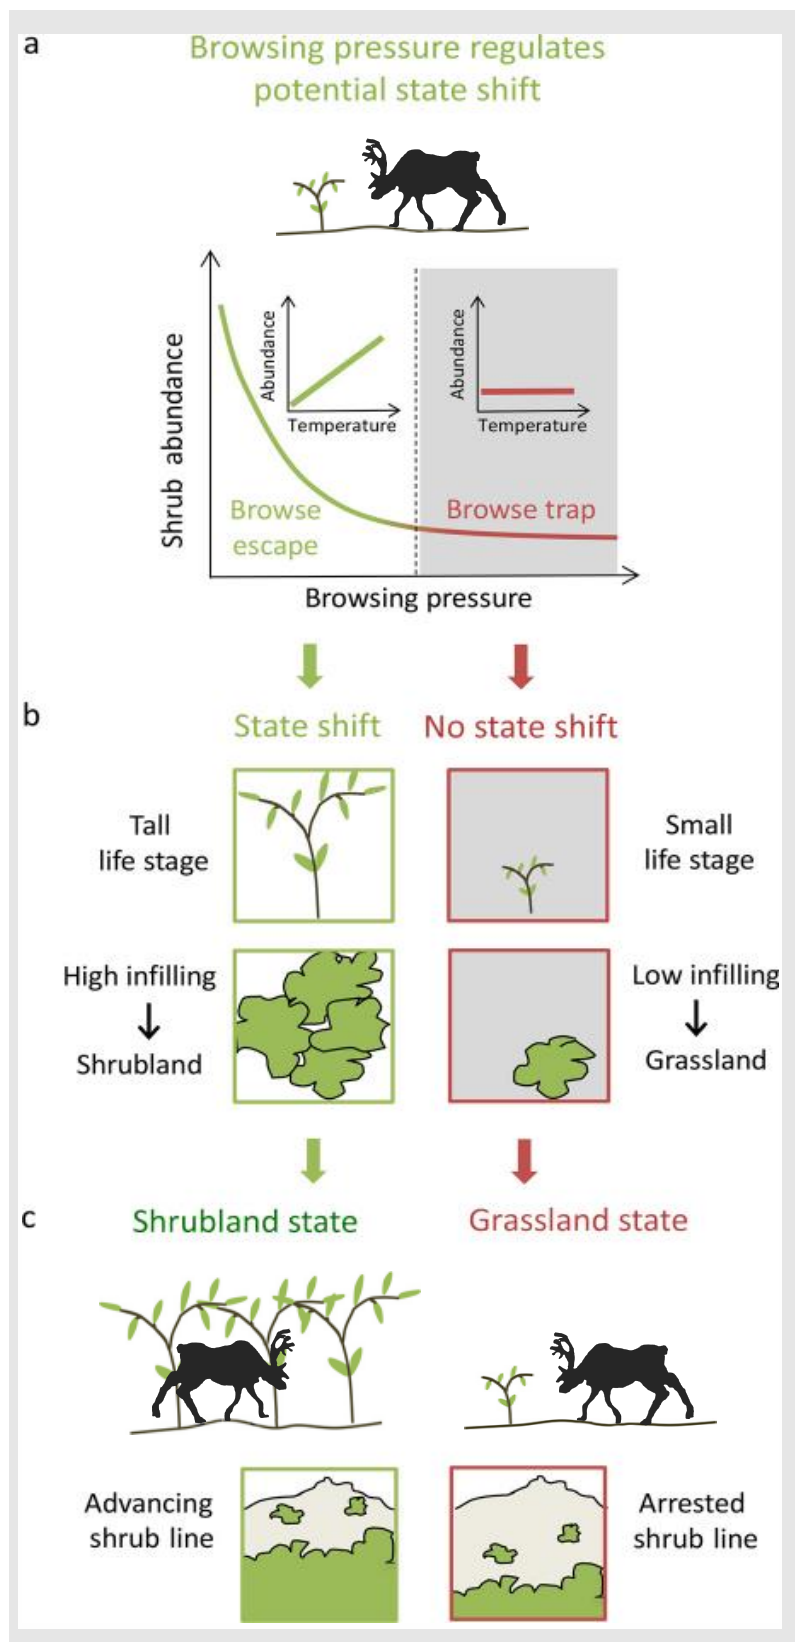 a
Browsing pressure regulates
potential state shift
Shrub abundance
Abundance
Temperature
Abundance
Temperature
Browse
escape
Browse trap
Browsing pressure
b
State shift
No state shift
Tall
life stage
Small
life stage
High infilling
Shrubland
Low infilling
Grassland
c
Shrubland state
Grassland state
Advancing
shrub line
Arrested
shrub line